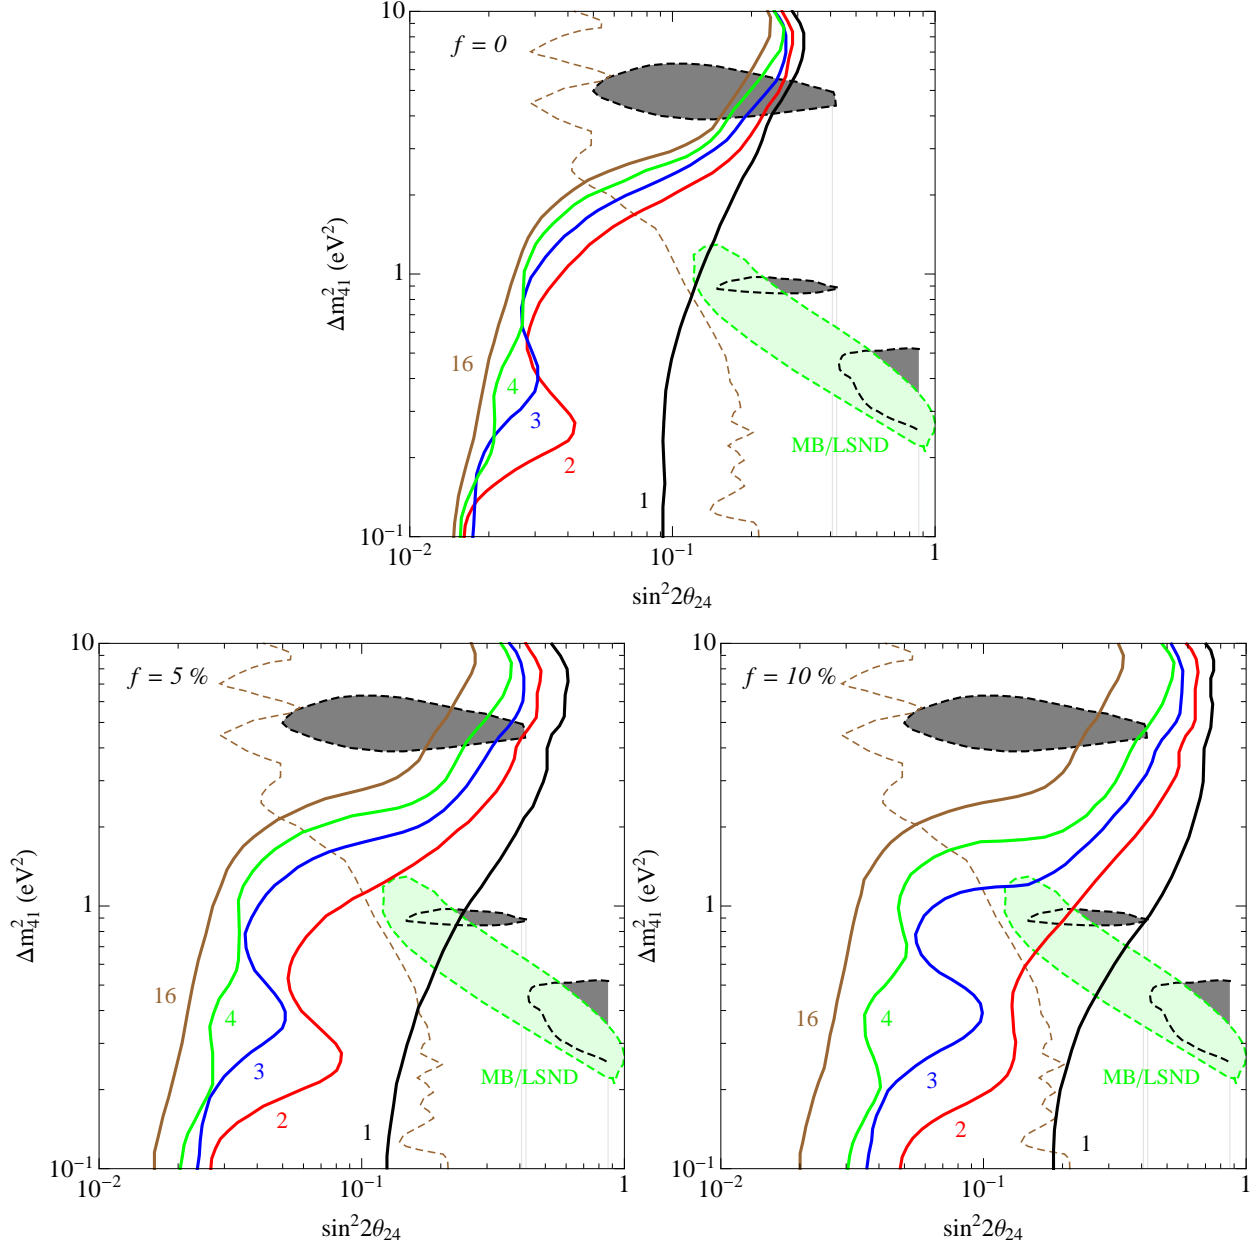 10
f = 0
Δm²₄₁ (eV²)
1
16
4
3
2
1
MB/LSND
10⁻¹
10⁻²
10⁻¹
1
sin²2θ₂₄
10
f = 5 %
Δm²₄₁ (eV²)
1
16
4
3
2
1
MB/LSND
10⁻¹
10⁻²
10⁻¹
1
sin²2θ₂₄
10
f = 10 %
Δm²₄₁ (eV²)
1
16
4
3
2
1
MB/LSND
10⁻¹
10⁻²
10⁻¹
1
sin²2θ₂₄